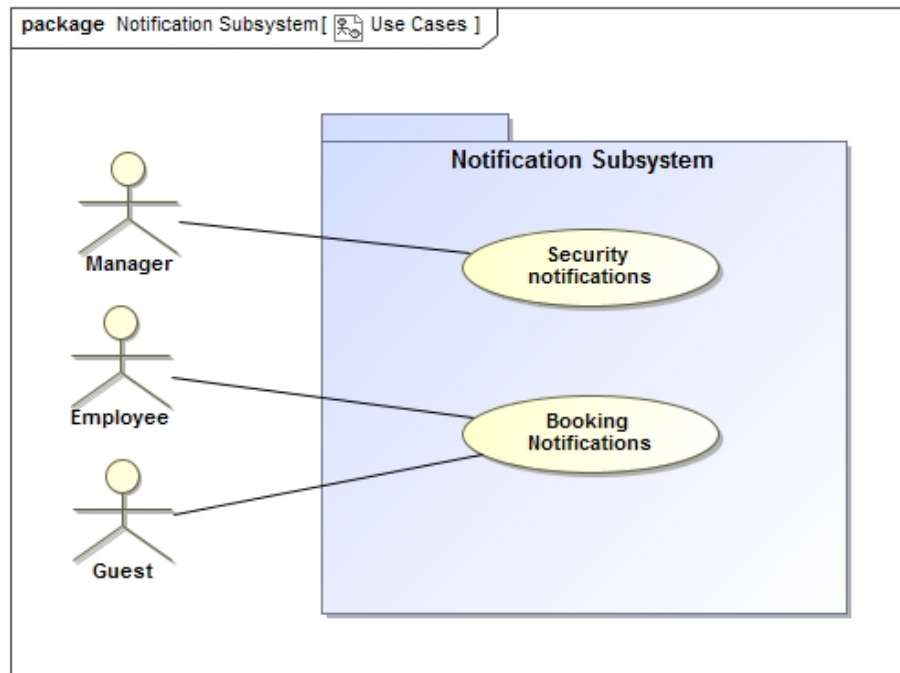 package Notification Subsystem[ Use Cases ]
Notification Subsystem
Manager
Security
notifications
Employee
Booking
Notifications
Guest